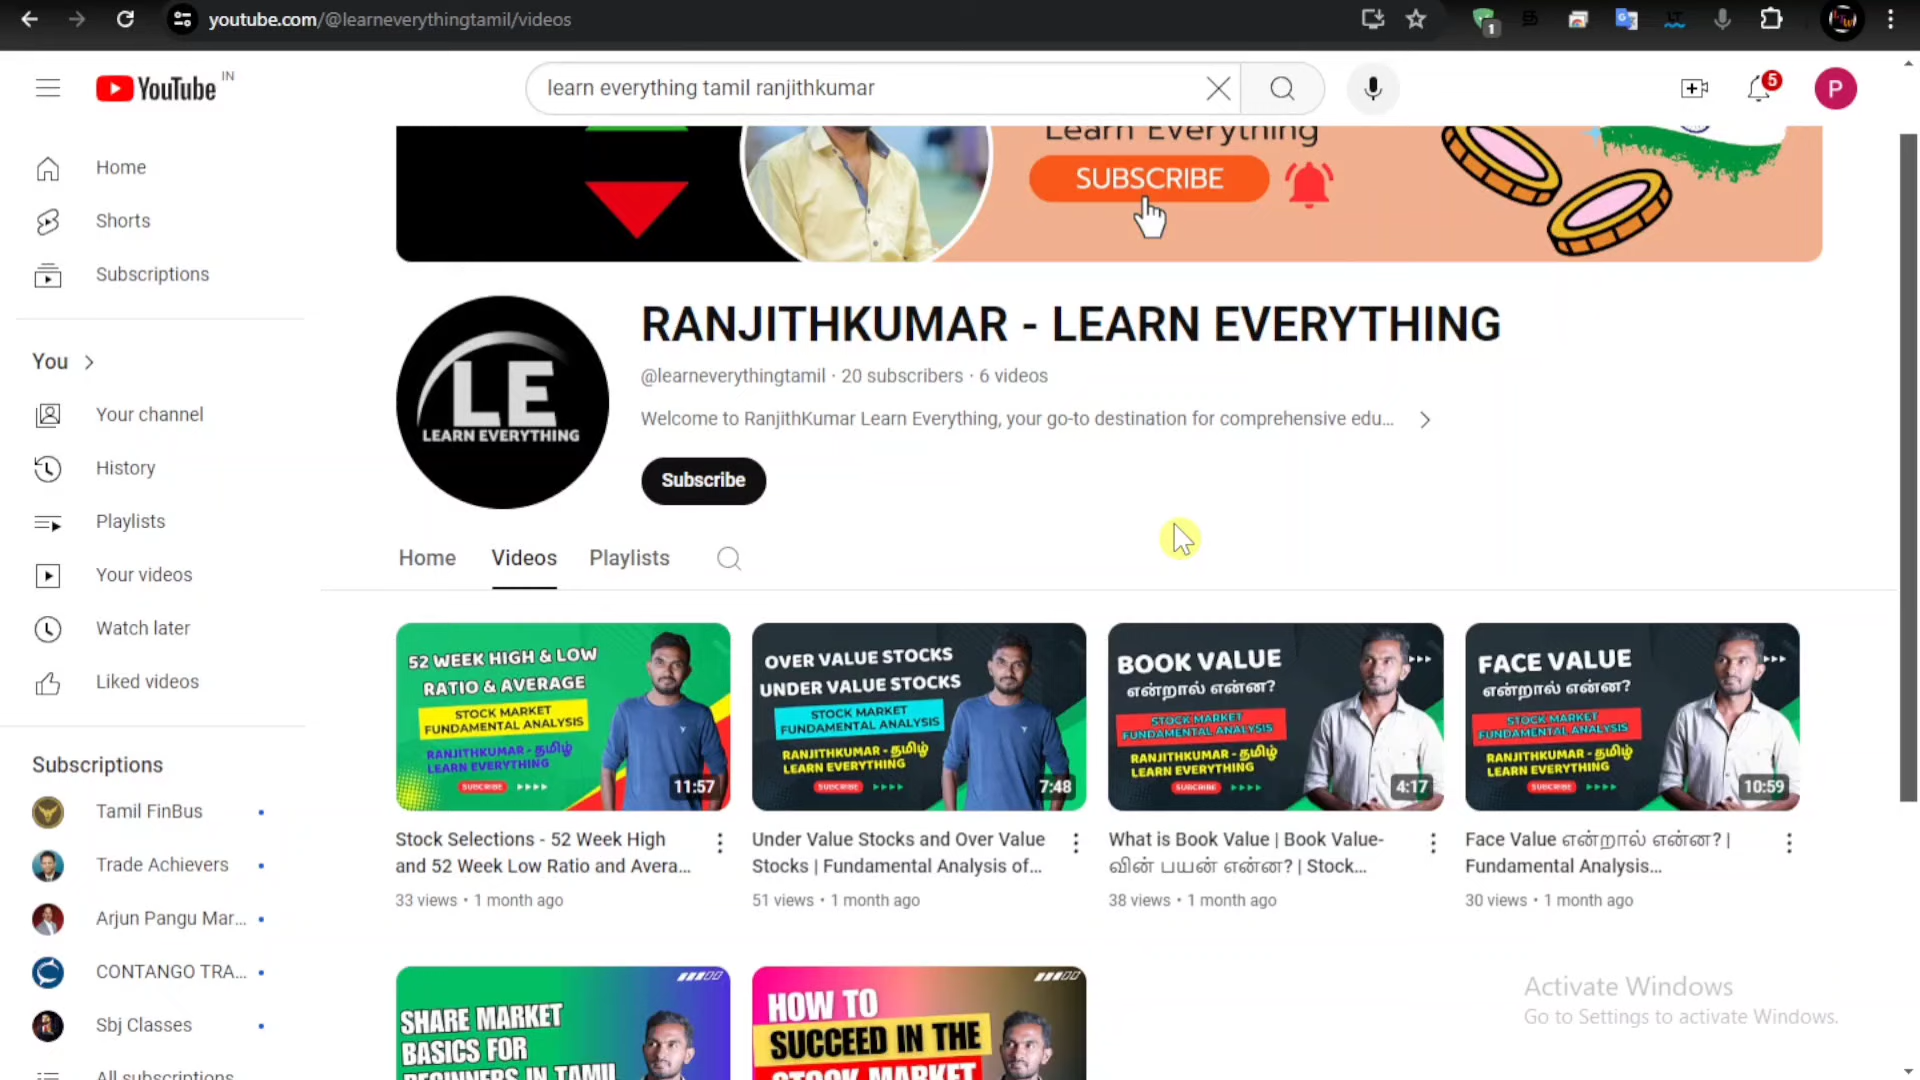 youtube.com/@learneverythingtamil/videos
1
YouTube IN
learn everything tamil ranjithkumar
5
P
Learn Everything
SUBSCRIBE
Home
Shorts
Subscriptions
You
Your channel
History
Playlists
Your videos
Watch later
Liked videos
Subscriptions
Tamil FinBus
Trade Achievers
Arjun Pangu Mar...
CONTANGO TRA...
Sbj Classes
All subscriptions
LE
LEARN EVERYTHING
RANJITHKUMAR - LEARN EVERYTHING
@learneverythingtamil · 20 subscribers · 6 videos
Welcome to RanjithKumar Learn Everything, your go-to destination for comprehensive edu...
Subscribe
Home Videos Playlists
52 WEEK HIGH & LOW
RATIO & AVERAGE
STOCK MARKET
FUNDAMENTAL ANALYSIS
RANJITHKUMAR - தமிழ்
LEARN EVERYTHING
SUBSCRIBE
11:57
Stock Selections - 52 Week High
and 52 Week Low Ratio and Avera...
33 views • 1 month ago
OVER VALUE STOCKS
UNDER VALUE STOCKS
STOCK MARKET
FUNDAMENTAL ANALYSIS
RANJITHKUMAR - தமிழ்
LEARN EVERYTHING
SUBSCRIBE
7:48
Under Value Stocks and Over Value
Stocks | Fundamental Analysis of...
51 views • 1 month ago
BOOK VALUE
என்றால் என்ன?
STOCK MARKET
FUNDAMENTAL ANALYSIS
RANJITHKUMAR - தமிழ்
LEARN EVERYTHING
SUBSCRIBE
4:17
What is Book Value | Book Value-
வின் பயன் என்ன? | Stock...
38 views • 1 month ago
FACE VALUE
என்றால் என்ன?
STOCK MARKET
FUNDAMENTAL ANALYSIS
RANJITHKUMAR - தமிழ்
LEARN EVERYTHING
SUBSCRIBE
10:59
Face Value என்றால் என்ன? |
Fundamental Analysis...
30 views • 1 month ago
SHARE MARKET
BASICS FOR
BEGINNERS IN TAMIL
HOW TO
SUCCEED IN THE
STOCK MARKET
Activate Windows
Go to Settings to activate Windows.